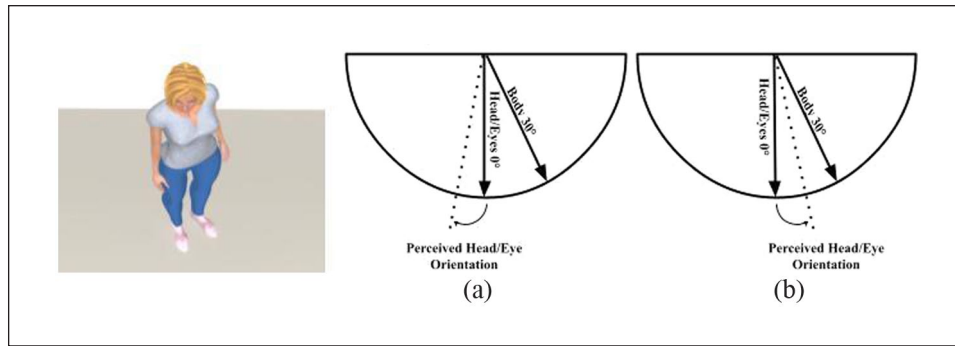 Head/Eyes 0°
Body 30°
Perceived Head/Eye
Orientation
(a)
Head/Eyes 0°
Body 30°
Perceived Head/Eye
Orientation
(b)